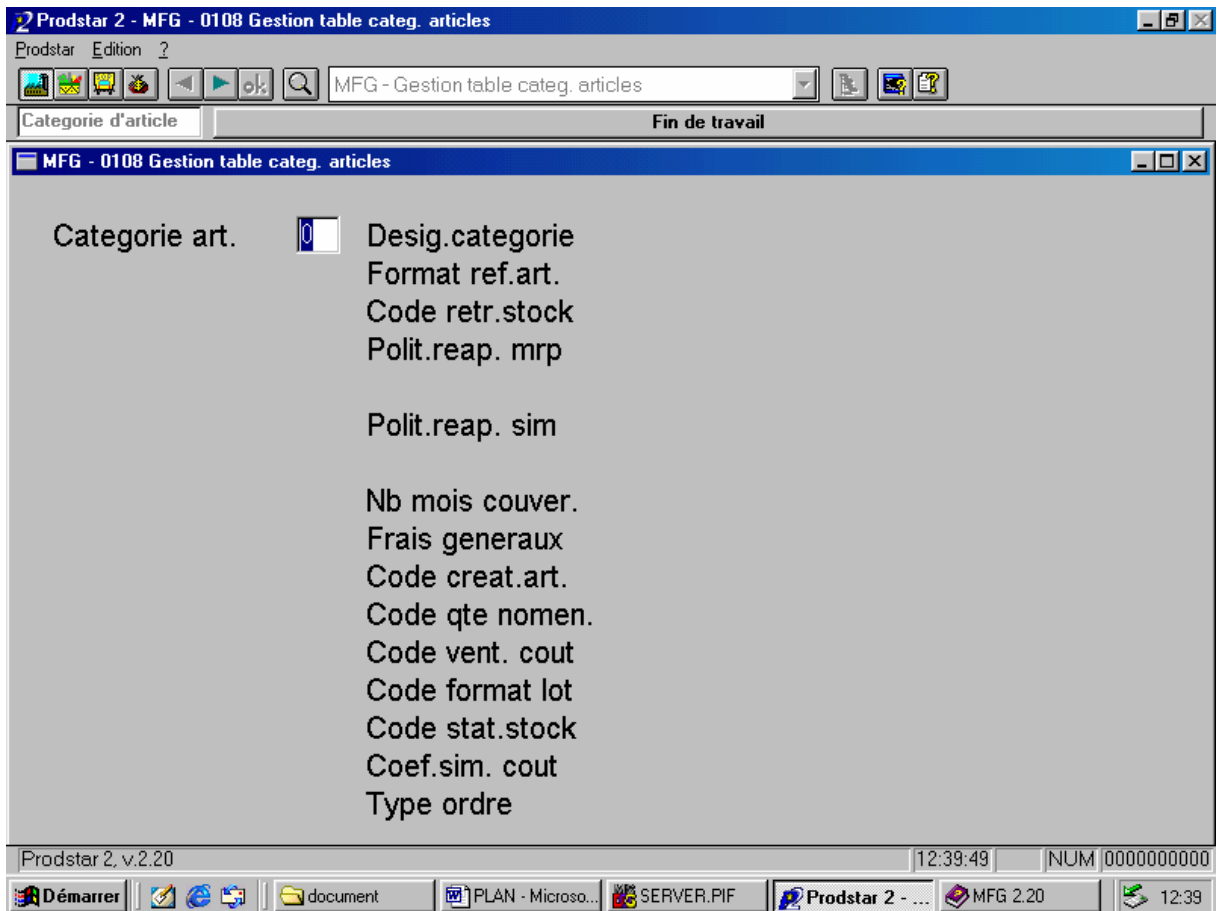 Prodstar 2 - MFG - 0108 Gestion table categ. articles
Prodstar Edition ?
ok MFG - Gestion table categ. articles
Categorie d'article Fin de travail
MFG - 0108 Gestion table categ. articles
Categorie art. 0 Desig.categorie
Format ref.art.
Code retr.stock
Polit.reap. mrp
Polit.reap. sim
Nb mois couver.
Frais generaux
Code creat.art.
Code qte nomen.
Code vent. cout
Code format lot
Code stat.stock
Coef.sim. cout
Type ordre
Prodstar 2, v.2.20 12:39:49 NUM 0000000000
Démarrer document PLAN - Microso... SERVER.PIF Prodstar 2 - ... MFG 2.20 12:39